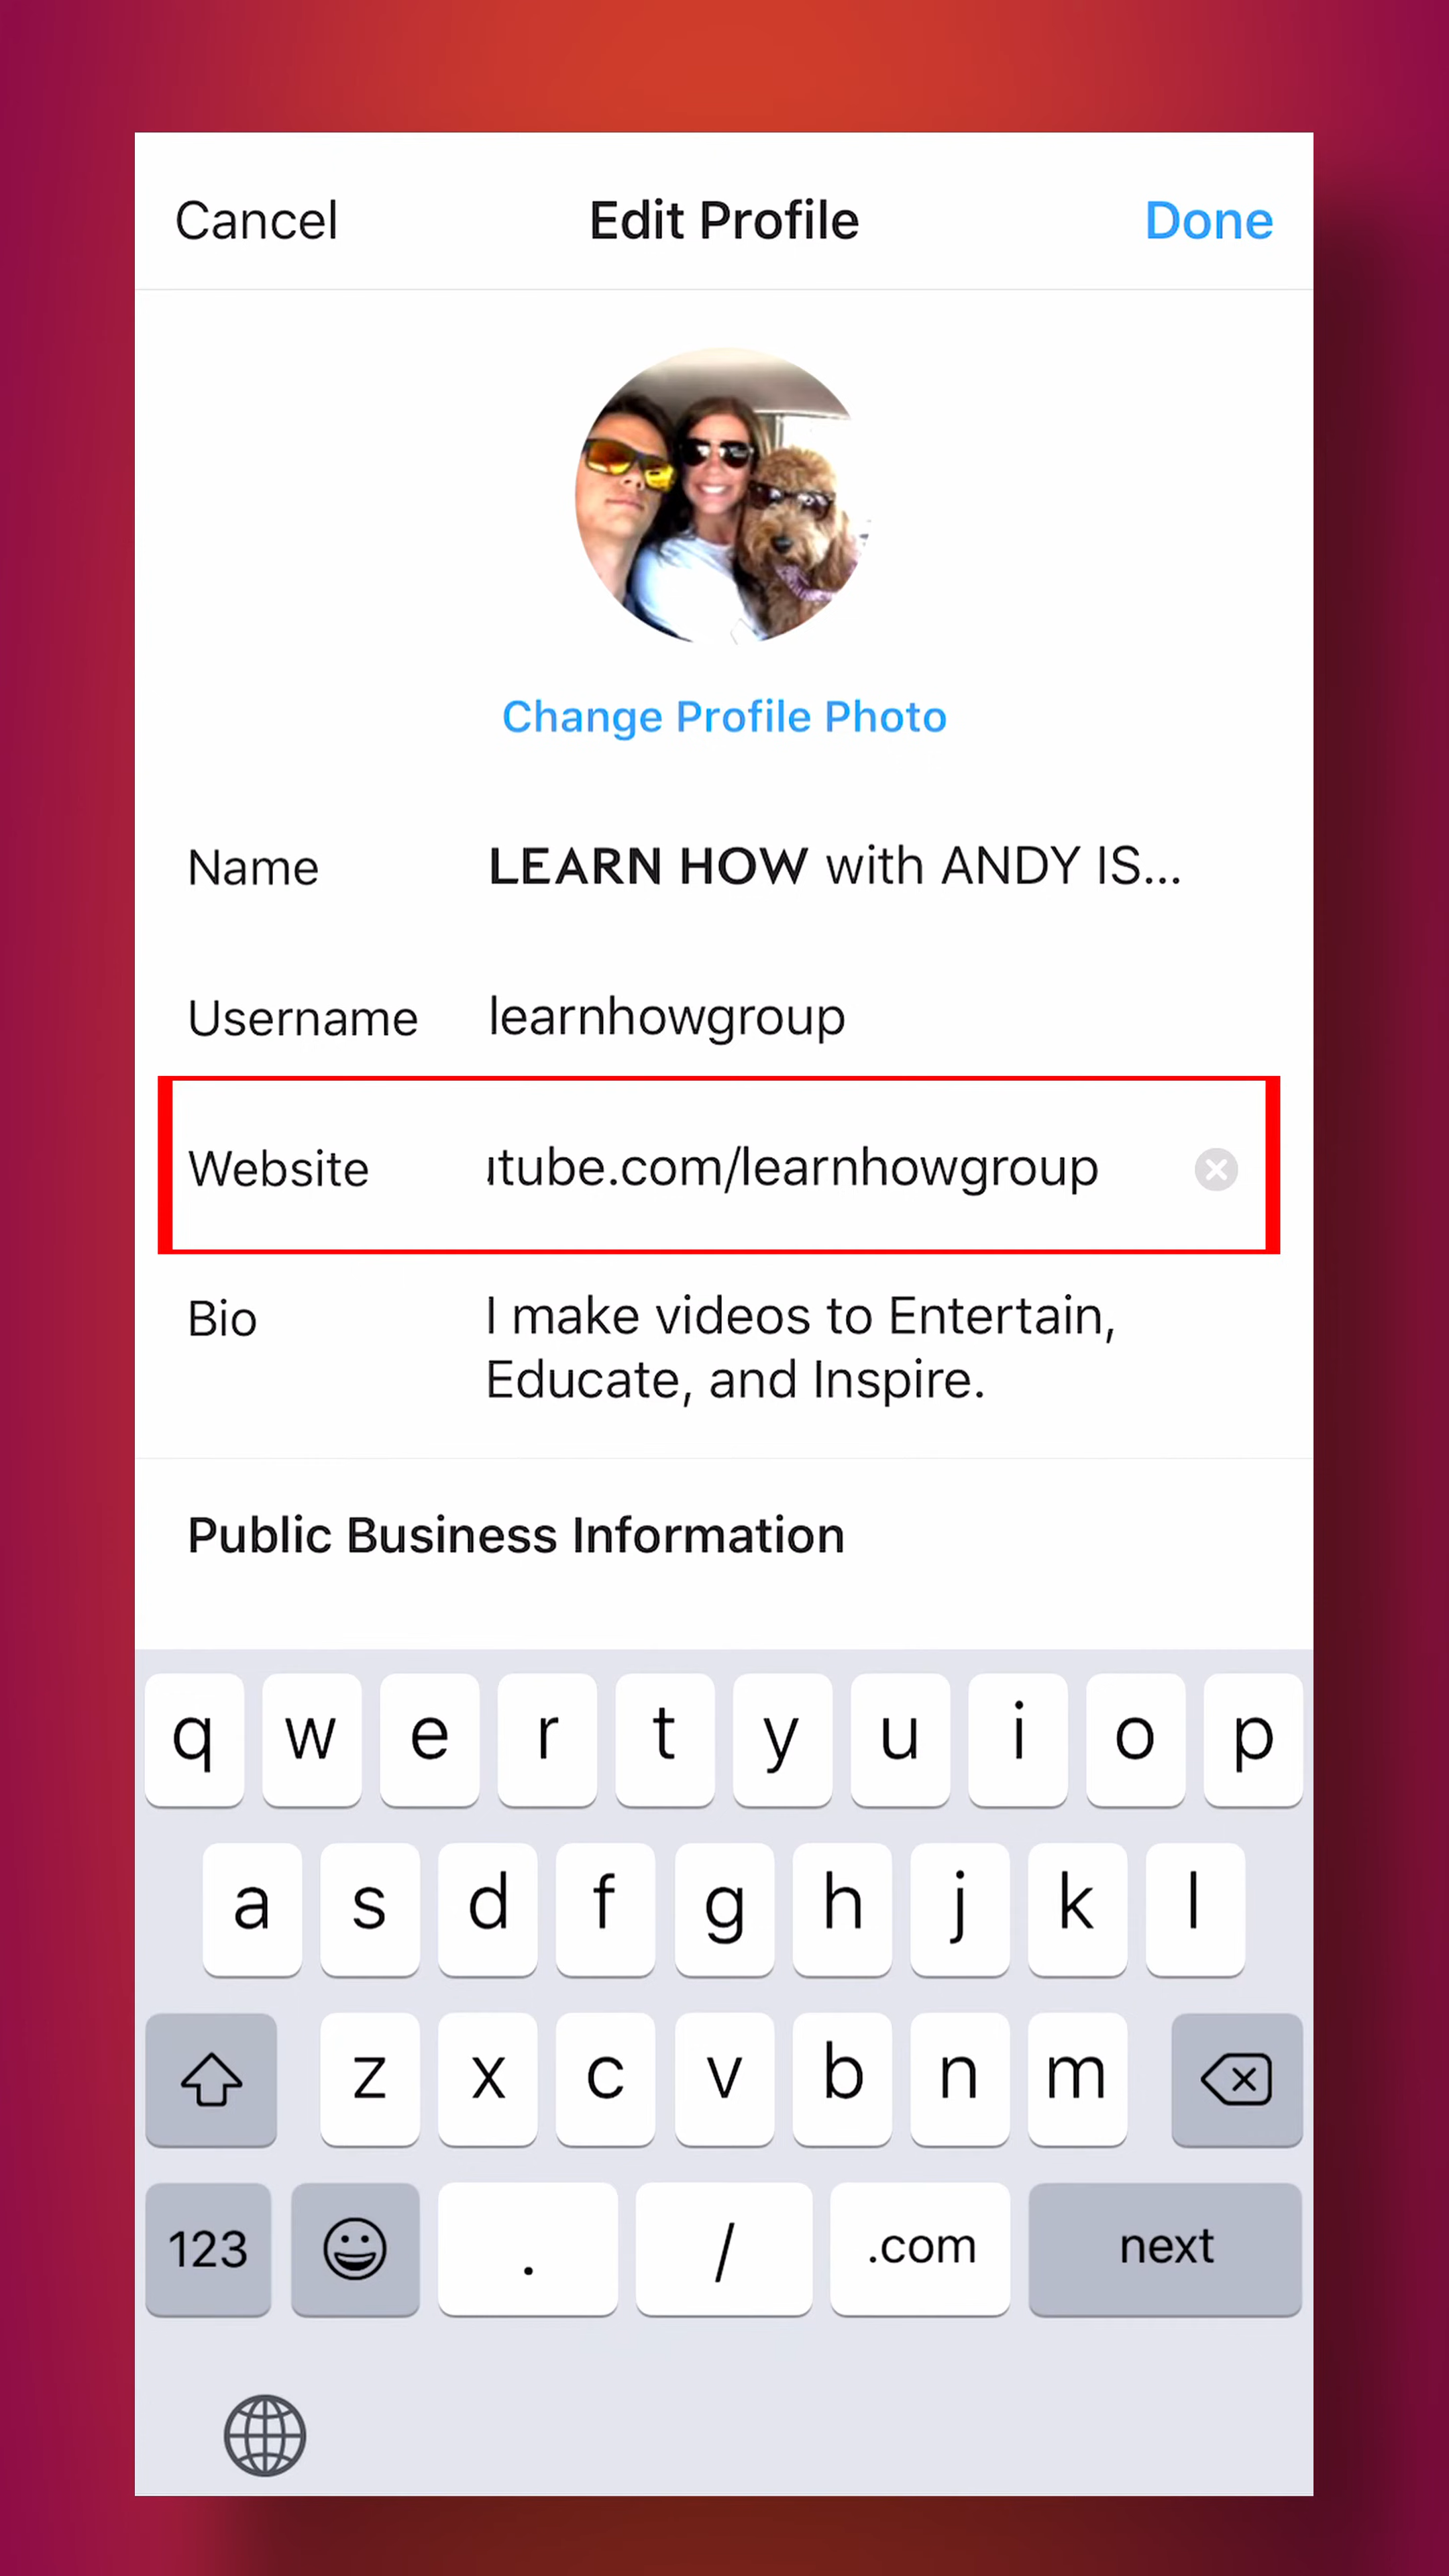 Cancel Edit Profile Done
Change Profile Photo
Name LEARN HOW with ANDY IS...
Username learnhowgroup
Website tube.com/learnhowgroup
Bio I make videos to Entertain,
Educate, and Inspire.
Public Business Information
q w e r t y u i o p
a s d f g h j k l
z x c v b n m
123 . / .com next